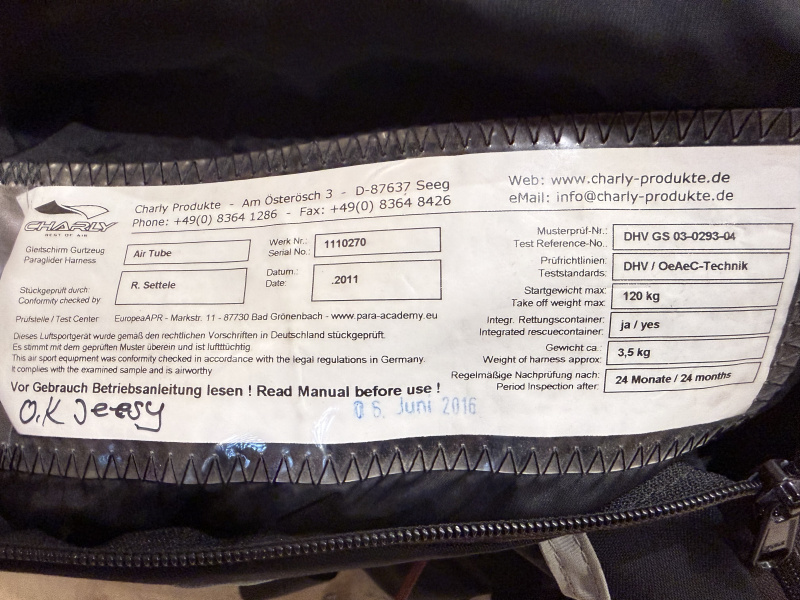 CHARLY
BEST OF AIR
Charly Produkte - Am Österösch 3 - D-87637 Seeg
Phone: +49(0) 8364 1286 - Fax: +49(0) 8364 8426
Web: www.charly-produkte.de
eMail: info@charly-produkte.de
Gleitschirm Gurtzeug
Paraglider Harness
Air Tube
Werk Nr.:
Serial No.:
1110270
Stückgeprüft durch:
Conformity checked by
R. Settele
Datum.:
Date:
.2011
Prüfstelle / Test Center EuropeaAPR - Markstr. 11 - 87730 Bad Grönenbach - www.para-academy.eu
Dieses Luftsportgerät wurde gemäß den rechtlichen Vorschriften in Deutschland stückgeprüft.
Es stimmt mit dem geprüften Muster überein und ist lufttüchtig.
This air sport equipment was conformity checked in accordance with the legal regulations in Germany.
It complies with the examined sample and is airworthy
Vor Gebrauch Betriebsanleitung lesen ! Read Manual before use !
Musterprüf-Nr.:
Test Reference-No.:
DHV GS 03-0293-04
Prüfrichtlinien:
Teststandards:
DHV / OeAeC-Technik
Startgewicht max:
Take off weight max:
120 kg
Integr. Rettungscontainer:
Integrated rescuecontainer:
ja / yes
Gewicht ca.:
Weight of harness approx:
3,5 kg
Regelmäßige Nachprüfung nach:
Period Inspection after:
24 Monate / 24 months
O.K
0 6. Juni 2016